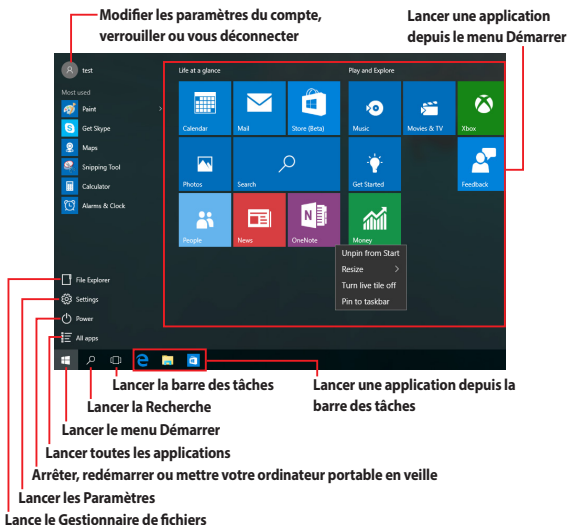 Modifier les paramètres du compte,
verrouiller ou vous déconnecter
Lancer une application
depuis le menu Démarrer
test
Most used
Paint
Get Skype
Maps
Snipping Tool
Calculator
Alarms & Clock
File Explorer
Settings
Power
All apps
Life at a glance
Calendar
Mail
Store (Beta)
Photos
Search
People
News
OneNote
Play and Explore
Music
Movies & TV
Xbox
Get Started
Feedback
Money
Unpin from Start
Resize
Turn live tile off
Pin to taskbar
Lancer la barre des tâches
Lancer une application depuis la
barre des tâches
Lancer la Recherche
Lancer le menu Démarrer
Lancer toutes les applications
Arrêter, redémarrer ou mettre votre ordinateur portable en veille
Lancer les Paramètres
Lance le Gestionnaire de fichiers